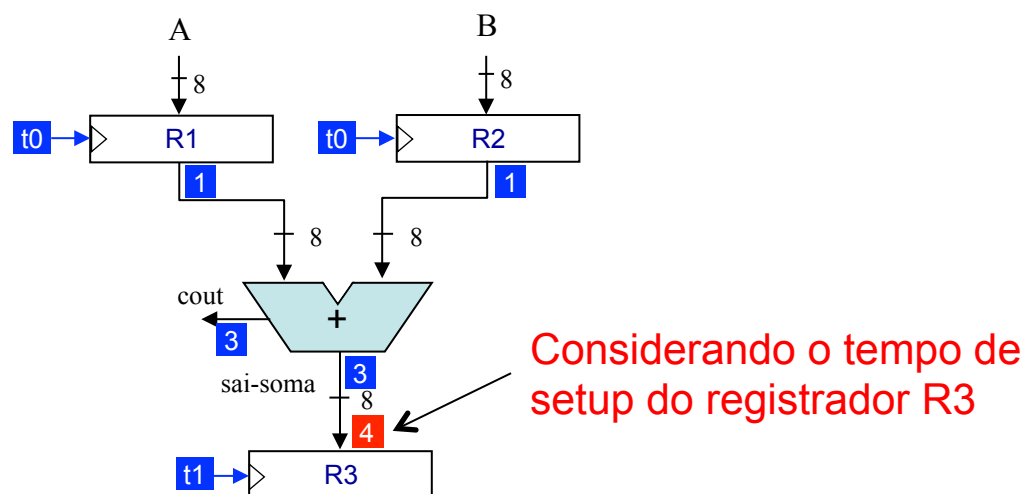 A
B
8
8
t0
R1
t0
R2
1
1
8
8
cout
+
3
3
sai-soma
8
Considerando o tempo de
setup do registrador R3
4
t1
R3